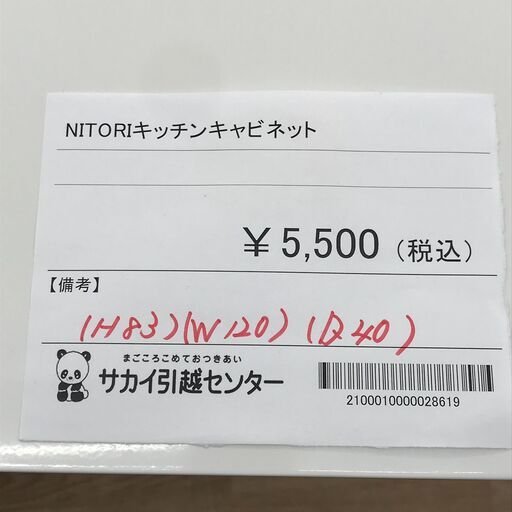 NITORIキッチンキャビネット
￥5,500（税込）
【備考】
(H83)(W120)(D40)
まごころこめておつきあい
サカイ引越センター
2100010000028619